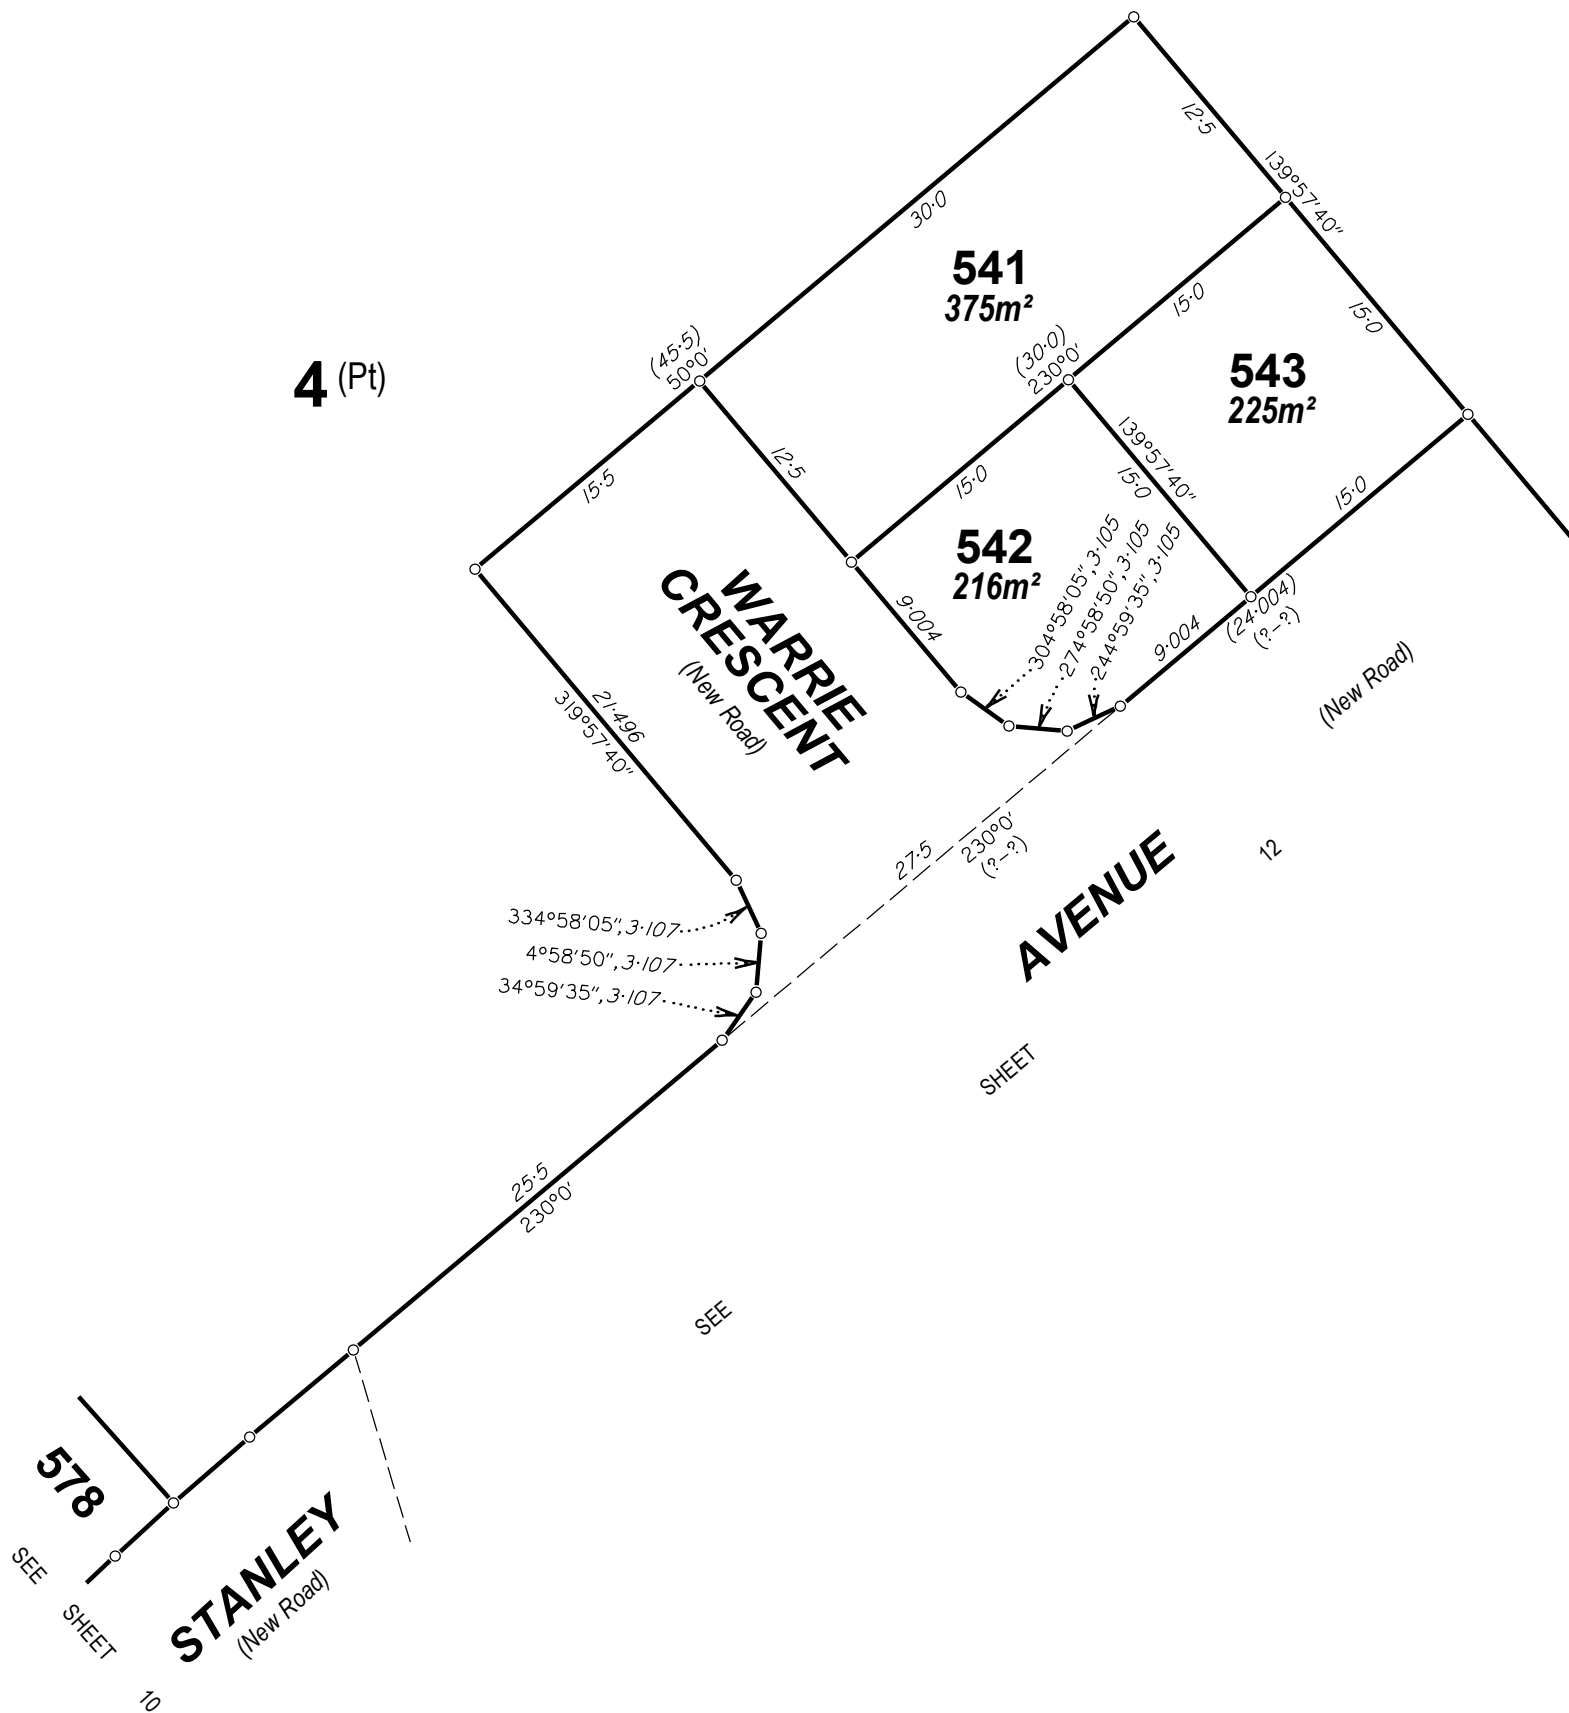 12·5
139°57'40"
30·0
541
375m²
15·0
15·0
(30·0)
230°0'
(45·5)
50°0'
543
225m²
4 (Pt)
139°57'40"
15·0
12·5
15·5
15·0
15·0
542
216m²
304°58'05",3·105
274°58'50",3·105
244°59'35",3·105
9·004
9·004
(24·004)
(?–?)
WARRIE
CRESCENT
(New Road)
(New Road)
21·496
319°57'40"
27·5
230°0'
(?–?)
12
AVENUE
334°58'05",3·107
4°58'50",3·107
34°59'35",3·107
SHEET
25·5
230°0'
SEE
578
STANLEY
(New Road)
SEE
SHEET
10